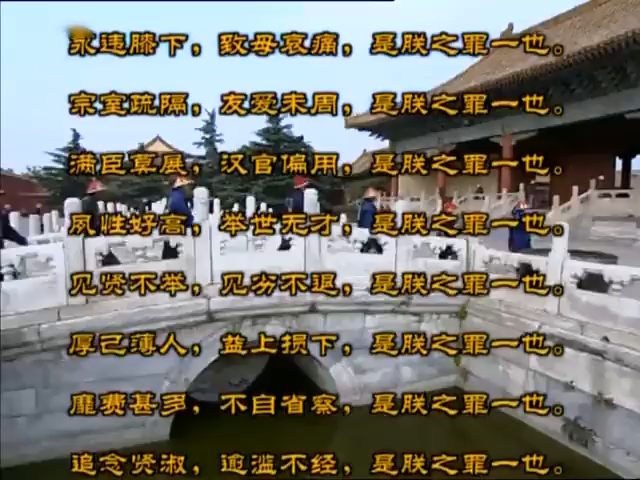 永违膝下，致母哀痛，是朕之罪一也。
宗室疏隔，友爱未周，是朕之罪一也。
满臣莫展，汉官偏用，是朕之罪一也。
夙性好高，举世无才，是朕之罪一也。
见贤不举，见劣不退，是朕之罪一也。
厚己薄人，益上损下，是朕之罪一也。
靡费甚多，不自省察，是朕之罪一也。
追念贤淑，逾滥不经，是朕之罪一也。